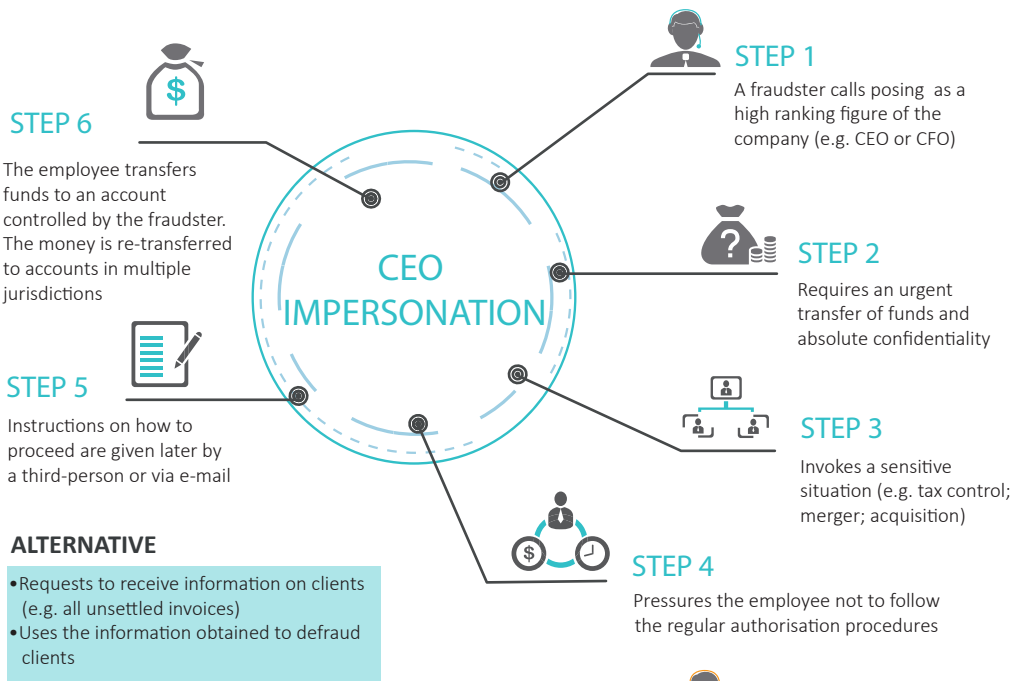 CEO
IMPERSONATION
STEP 1
A fraudster calls posing as a
high ranking figure of the
company (e.g. CEO or CFO)
STEP 2
Requires an urgent
transfer of funds and
absolute confidentiality
STEP 3
Invokes a sensitive
situation (e.g. tax control;
merger; acquisition)
STEP 4
Pressures the employee not to follow
the regular authorisation procedures
STEP 5
Instructions on how to
proceed are given later by
a third-person or via e-mail
STEP 6
The employee transfers
funds to an account
controlled by the fraudster.
The money is re-transferred
to accounts in multiple
jurisdictions
ALTERNATIVE
•Requests to receive information on clients
(e.g. all unsettled invoices)
•Uses the information obtained to defraud
clients
$
?
$